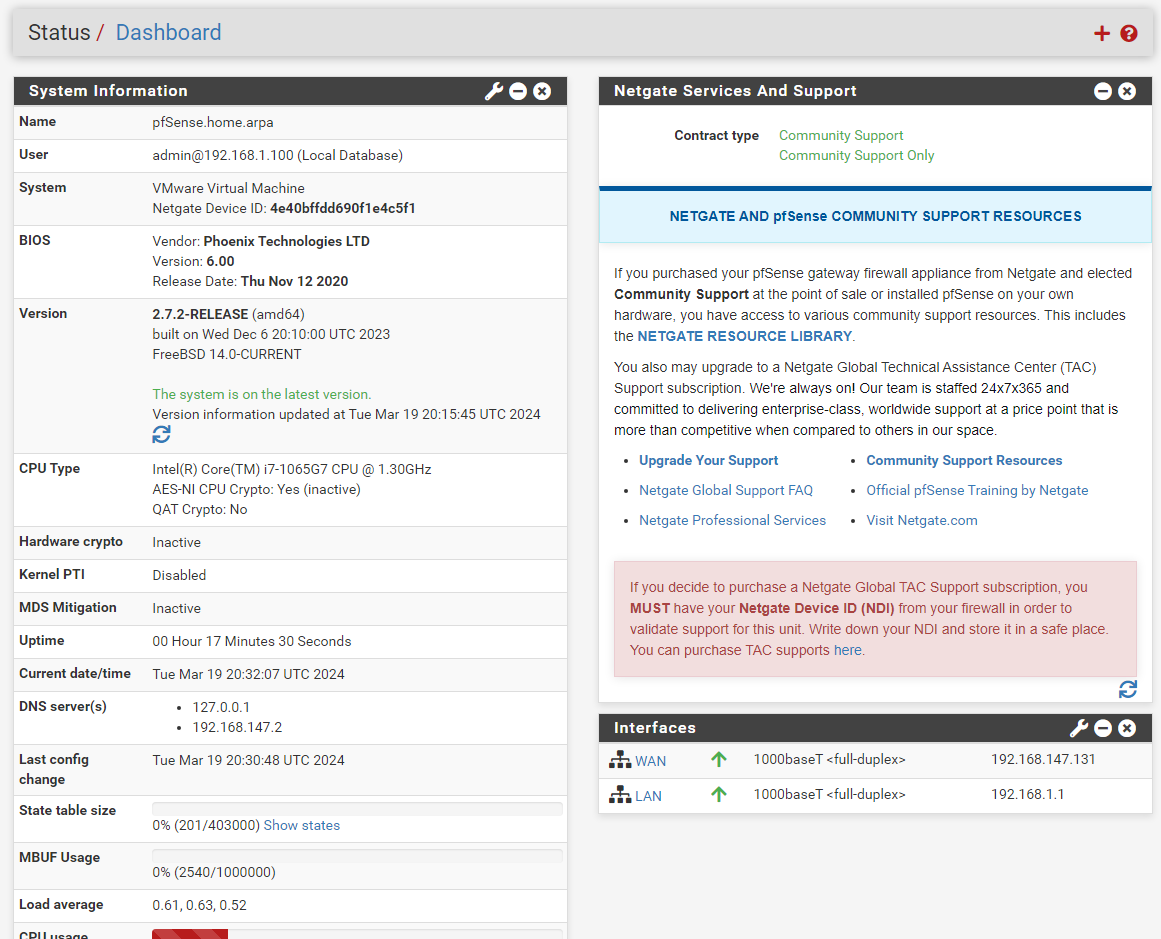 Status / Dashboard
System Information
Name pfSense.home.arpa
User admin@192.168.1.100 (Local Database)
System VMware Virtual Machine
Netgate Device ID: 4e40bffdd690f1e4c5f1
BIOS Vendor: Phoenix Technologies LTD
Version: 6.00
Release Date: Thu Nov 12 2020
Version 2.7.2-RELEASE (amd64)
built on Wed Dec 6 20:10:00 UTC 2023
FreeBSD 14.0-CURRENT
The system is on the latest version.
Version information updated at Tue Mar 19 20:15:45 UTC 2024
CPU Type Intel(R) Core(TM) i7-1065G7 CPU @ 1.30GHz
AES-NI CPU Crypto: Yes (inactive)
QAT Crypto: No
Hardware crypto Inactive
Kernel PTI Disabled
MDS Mitigation Inactive
Uptime 00 Hour 17 Minutes 30 Seconds
Current date/time Tue Mar 19 20:32:07 UTC 2024
DNS server(s) • 127.0.0.1
• 192.168.147.2
Last config Tue Mar 19 20:30:48 UTC 2024
change
State table size
0% (201/403000) Show states
MBUF Usage
0% (2540/1000000)
Load average 0.61, 0.63, 0.52
CPU usage
Netgate Services And Support
Contract type Community Support
Community Support Only
NETGATE AND pfSense COMMUNITY SUPPORT RESOURCES
If you purchased your pfSense gateway firewall appliance from Netgate and elected
Community Support at the point of sale or installed pfSense on your own
hardware, you have access to various community support resources. This includes
the NETGATE RESOURCE LIBRARY.
You also may upgrade to a Netgate Global Technical Assistance Center (TAC)
Support subscription. We're always on! Our team is staffed 24x7x365 and
committed to delivering enterprise-class, worldwide support at a price point that is
more than competitive when compared to others in our space.
• Upgrade Your Support • Community Support Resources
• Netgate Global Support FAQ • Official pfSense Training by Netgate
• Netgate Professional Services • Visit Netgate.com
If you decide to purchase a Netgate Global TAC Support subscription, you
MUST have your Netgate Device ID (NDI) from your firewall in order to
validate support for this unit. Write down your NDI and store it in a safe place.
You can purchase TAC supports here.
Interfaces
WAN 1000baseT <full-duplex> 192.168.147.131
LAN 1000baseT <full-duplex> 192.168.1.1